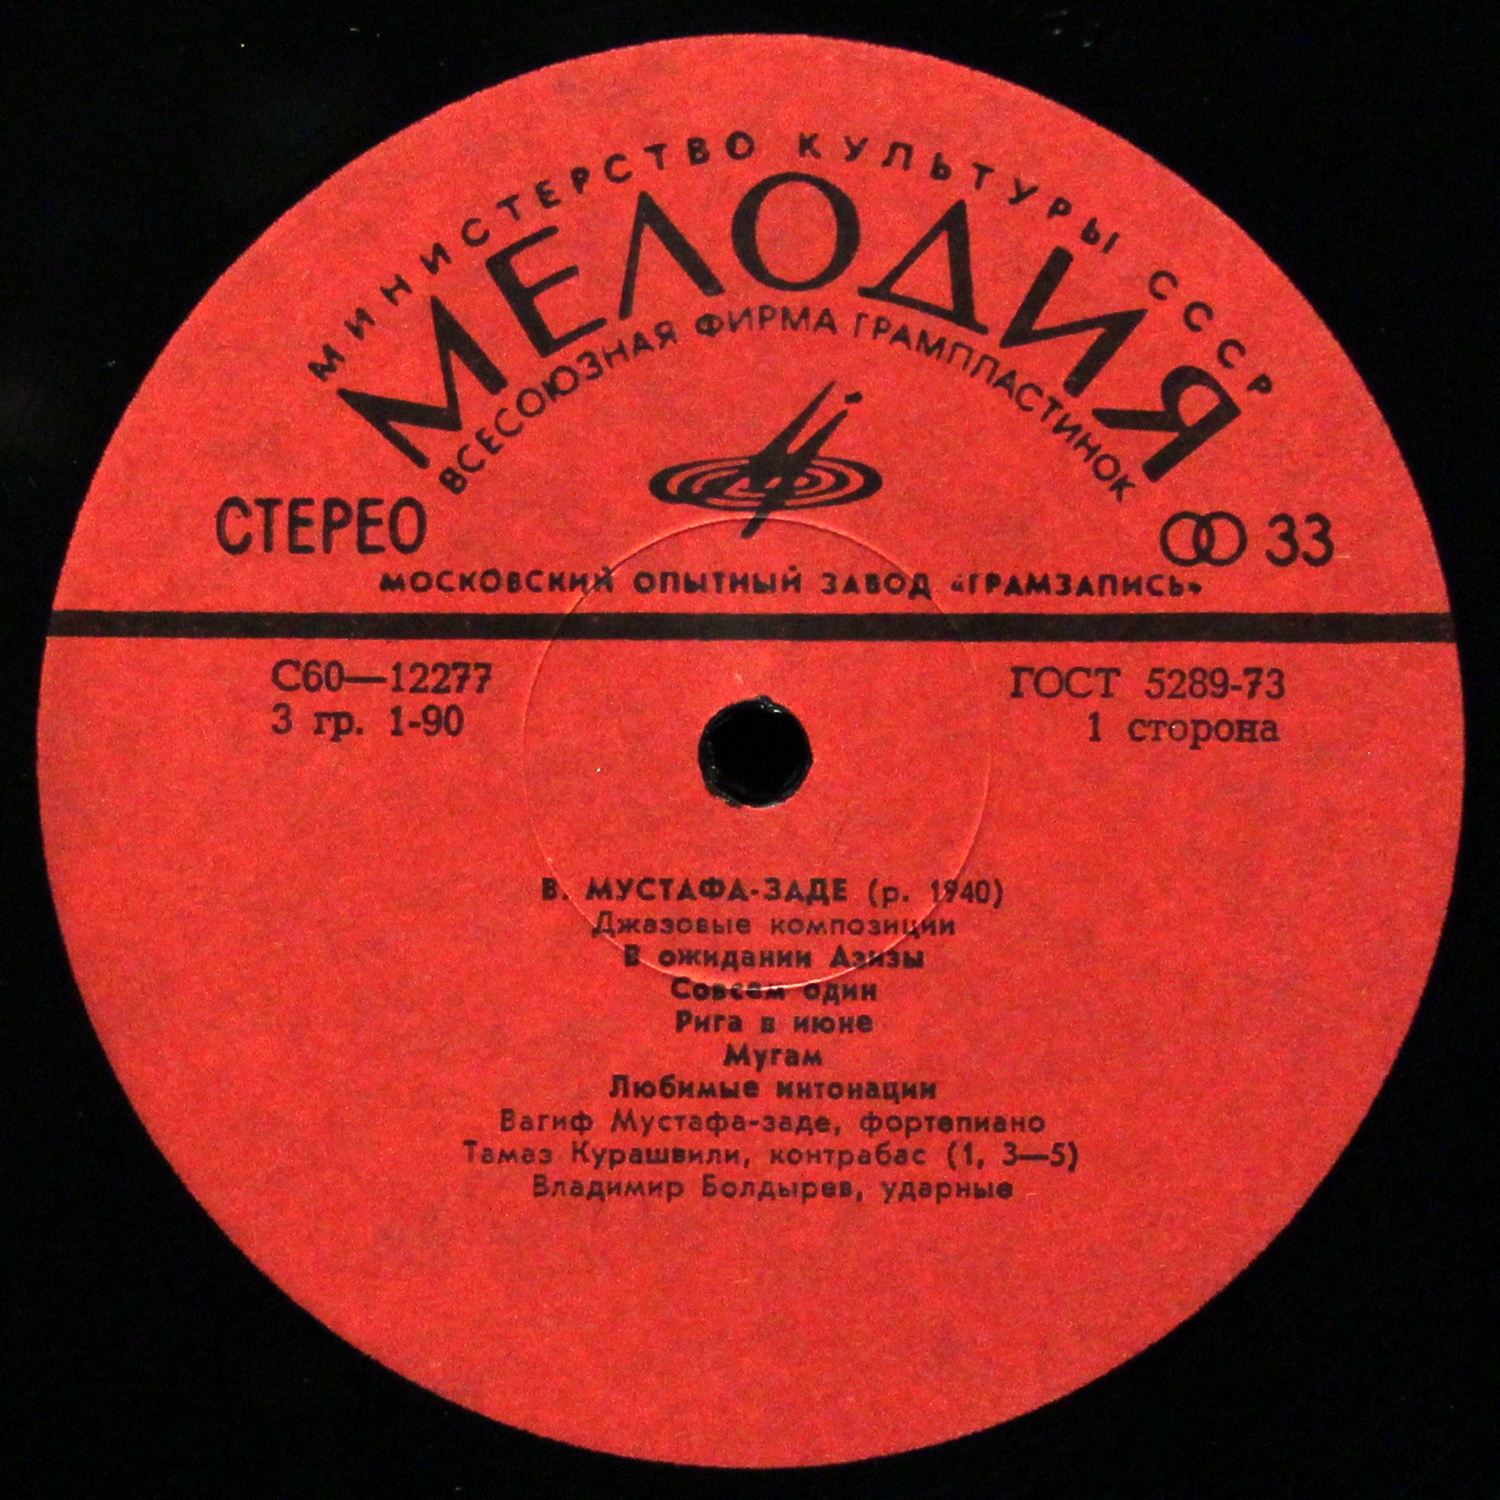 МИНИСТЕРСТВО КУЛЬТУРЫ СССР
МЕЛОДИЯ
ВСЕСОЮЗНАЯ ФИРМА ГРАМПЛАСТИНОК
СТЕРЕО
33
МОСКОВСКИЙ ОПЫТНЫЙ ЗАВОД «ГРАМЗАПИСЬ»
С60—12277
ГОСТ 5289-73
3 гр. 1-90
1 сторона
В. МУСТАФА-ЗАДЕ (р. 1940)
Джазовые композиции
В ожидании Азизы
Совсем один
Рига в июне
Мугам
Любимые интонации
Вагиф Мустафа-заде, фортепиано
Тамаз Курашвили, контрабас (1, 3—5)
Владимир Болдырев, ударные